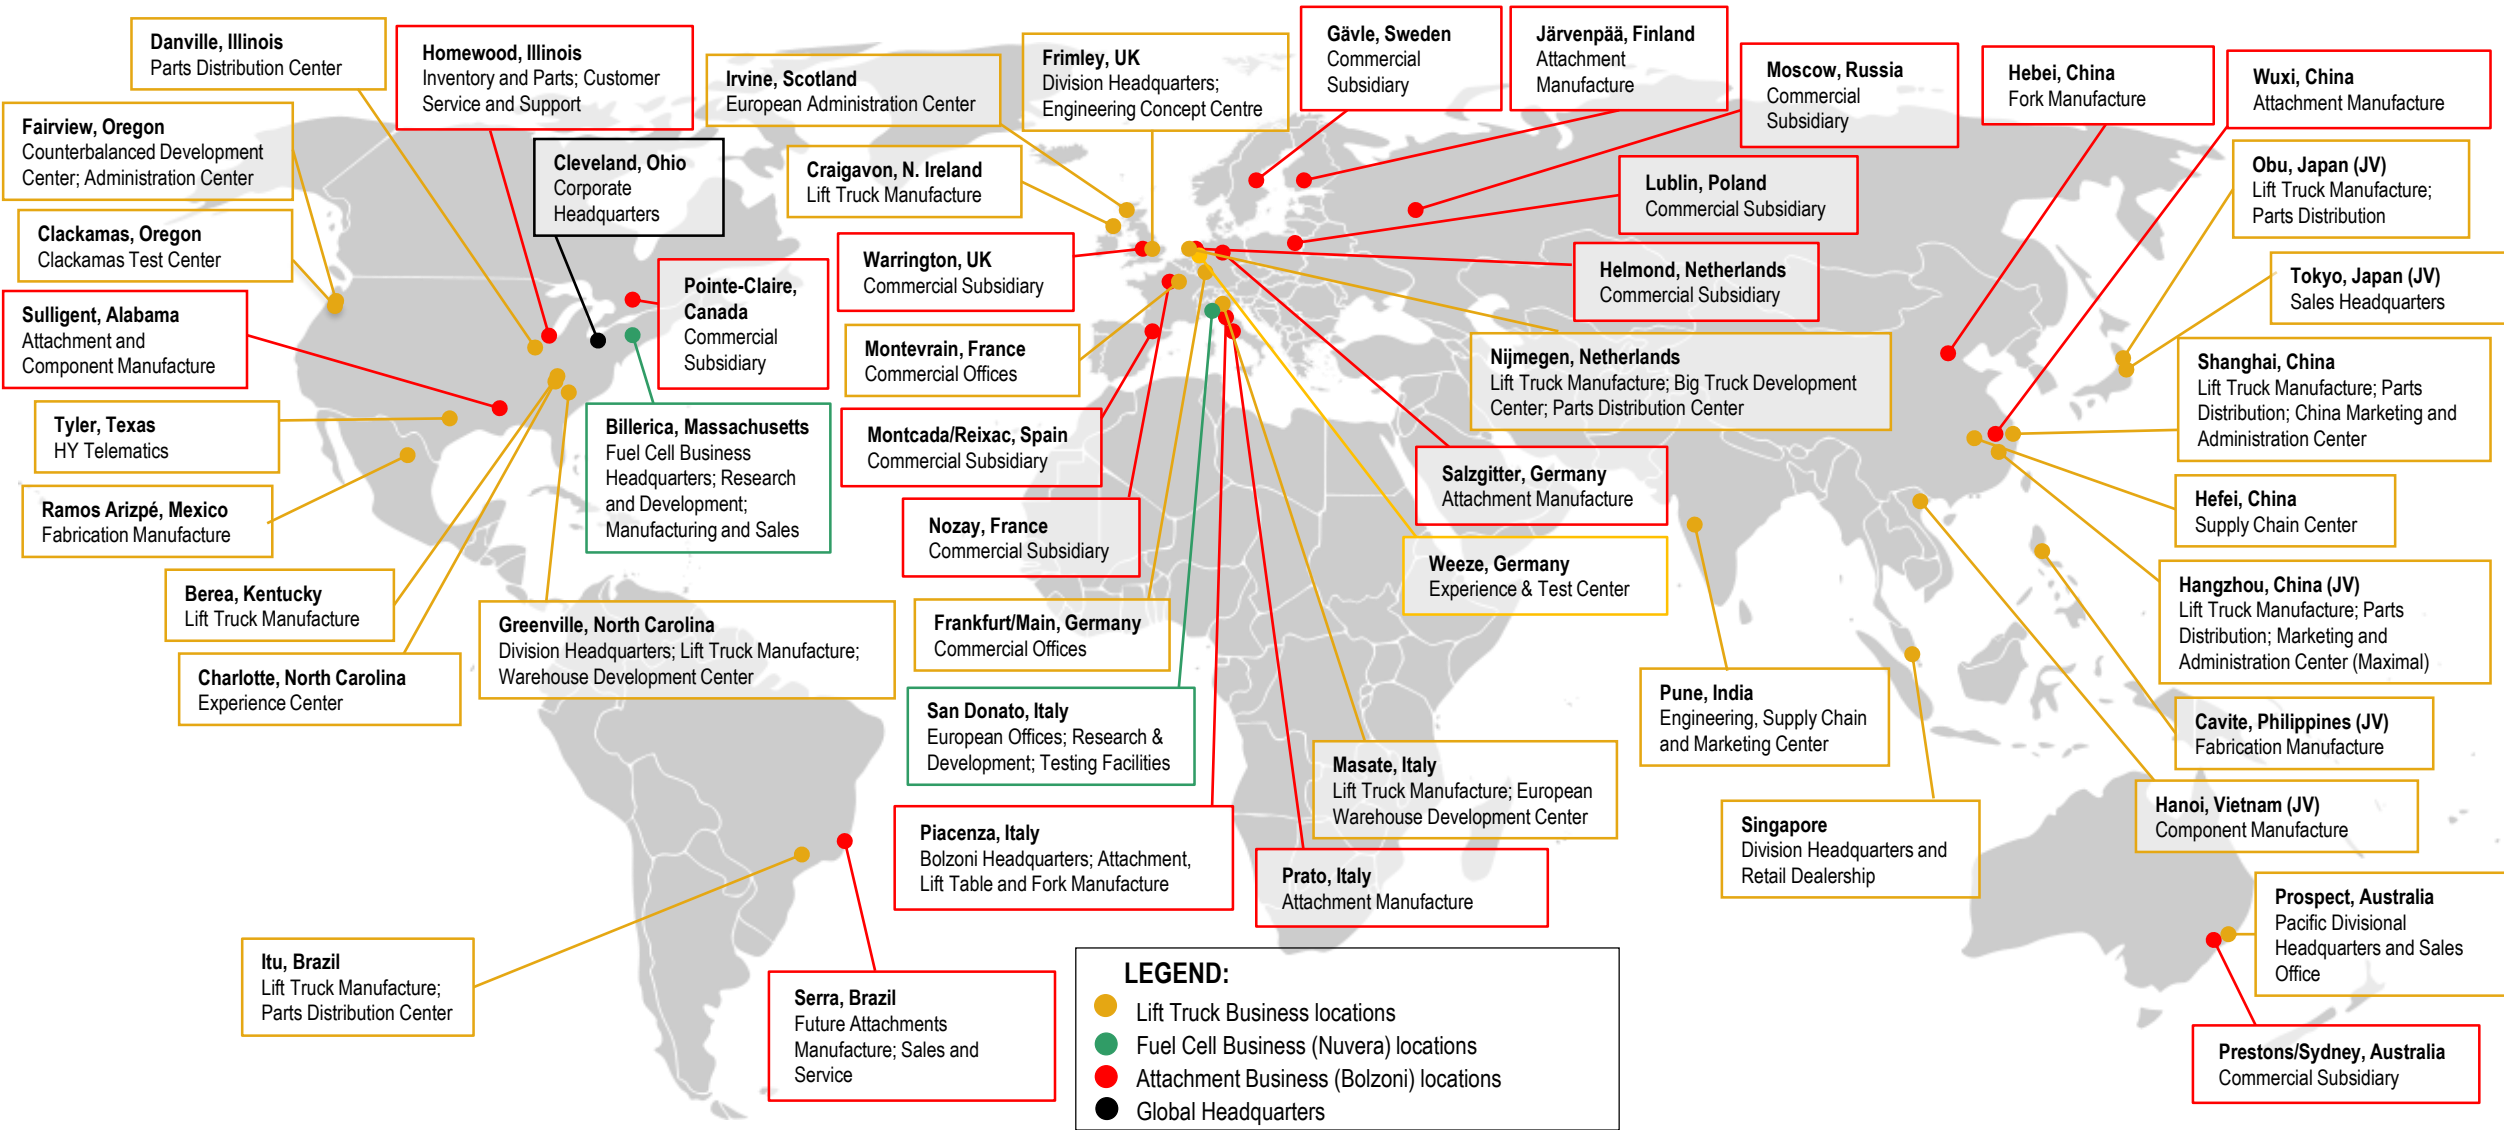 Danville, Illinois
Parts Distribution Center
Homewood, Illinois
Inventory and Parts; Customer
Service and Support
Irvine, Scotland
European Administration Center
Frimley, UK
Division Headquarters;
Engineering Concept Centre
Gävle, Sweden
Commercial
Subsidiary
Järvenpää, Finland
Attachment
Manufacture
Moscow, Russia
Commercial
Subsidiary
Hebei, China
Fork Manufacture
Wuxi, China
Attachment Manufacture
Fairview, Oregon
Counterbalanced Development
Center; Administration Center
Cleveland, Ohio
Corporate
Headquarters
Craigavon, N. Ireland
Lift Truck Manufacture
Lublin, Poland
Commercial Subsidiary
Obu, Japan (JV)
Lift Truck Manufacture;
Parts Distribution
Clackamas, Oregon
Clackamas Test Center
Warrington, UK
Commercial Subsidiary
Helmond, Netherlands
Commercial Subsidiary
Tokyo, Japan (JV)
Sales Headquarters
Sulligent, Alabama
Attachment and
Component Manufacture
Pointe-Claire,
Canada
Commercial
Subsidiary
Montevrain, France
Commercial Offices
Nijmegen, Netherlands
Lift Truck Manufacture; Big Truck Development
Center; Parts Distribution Center
Shanghai, China
Lift Truck Manufacture; Parts
Distribution; China Marketing and
Administration Center
Tyler, Texas
HY Telematics
Billerica, Massachusetts
Fuel Cell Business
Headquarters; Research
and Development;
Manufacturing and Sales
Montcada/Reixac, Spain
Commercial Subsidiary
Salzgitter, Germany
Attachment Manufacture
Hefei, China
Supply Chain Center
Ramos Arizpé, Mexico
Fabrication Manufacture
Nozay, France
Commercial Subsidiary
Weeze, Germany
Experience & Test Center
Hangzhou, China (JV)
Lift Truck Manufacture; Parts
Distribution; Marketing and
Administration Center (Maximal)
Berea, Kentucky
Lift Truck Manufacture
Greenville, North Carolina
Division Headquarters; Lift Truck Manufacture;
Warehouse Development Center
Frankfurt/Main, Germany
Commercial Offices
Charlotte, North Carolina
Experience Center
San Donato, Italy
European Offices; Research &
Development; Testing Facilities
Pune, India
Engineering, Supply Chain
and Marketing Center
Cavite, Philippines (JV)
Fabrication Manufacture
Masate, Italy
Lift Truck Manufacture; European
Warehouse Development Center
Hanoi, Vietnam (JV)
Component Manufacture
Piacenza, Italy
Bolzoni Headquarters; Attachment,
Lift Table and Fork Manufacture
Prato, Italy
Attachment Manufacture
Singapore
Division Headquarters and
Retail Dealership
Prospect, Australia
Pacific Divisional
Headquarters and Sales
Office
Itu, Brazil
Lift Truck Manufacture;
Parts Distribution Center
Serra, Brazil
Future Attachments
Manufacture; Sales and
Service
Prestons/Sydney, Australia
Commercial Subsidiary
LEGEND:
Lift Truck Business locations
Fuel Cell Business (Nuvera) locations
Attachment Business (Bolzoni) locations
Global Headquarters